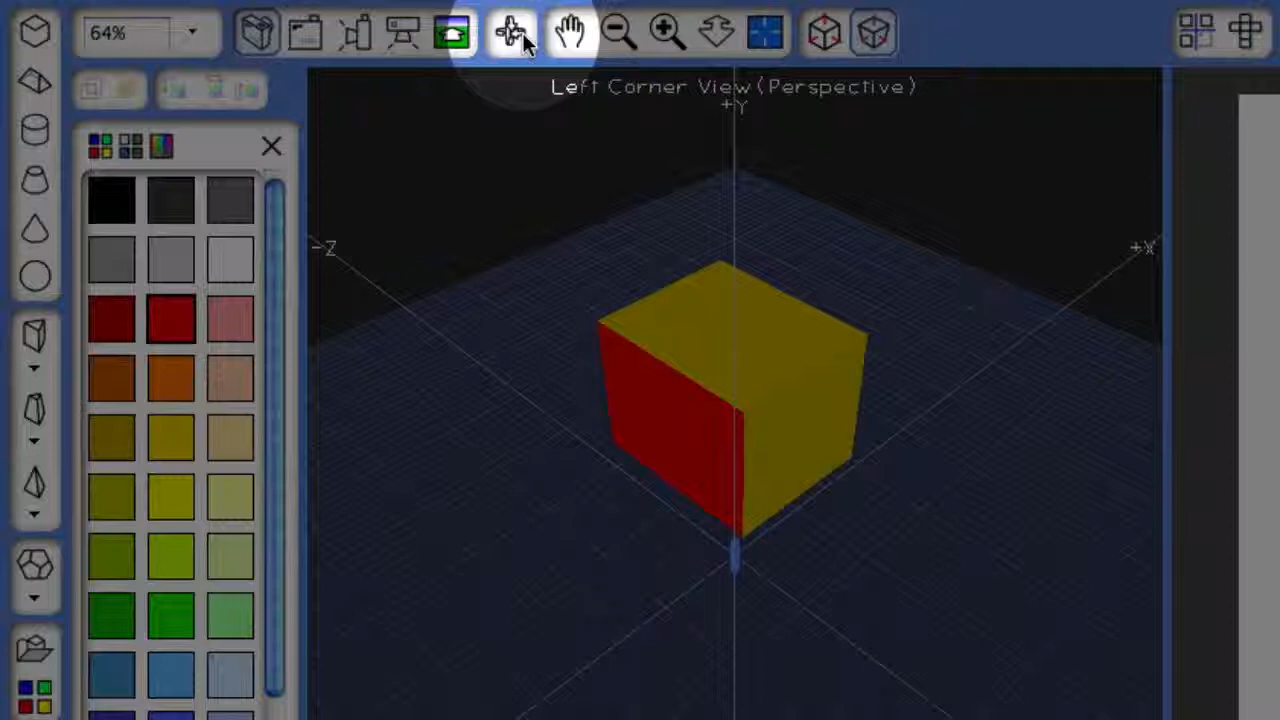 64%
Left Corner View(Perspective)
+Y
-Z
+X